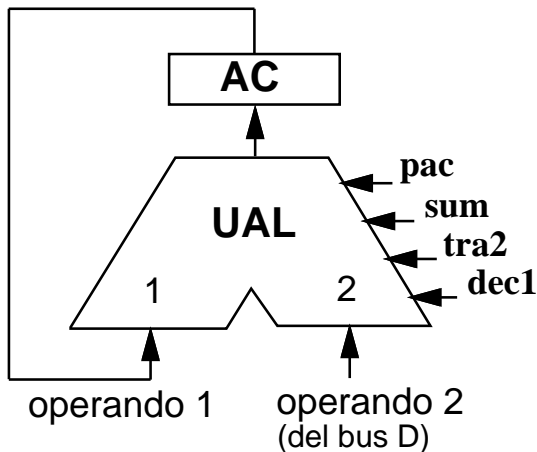 AC
pac
UAL
sum
tra2
1
2
dec1
operando 1
operando 2
(del bus D)